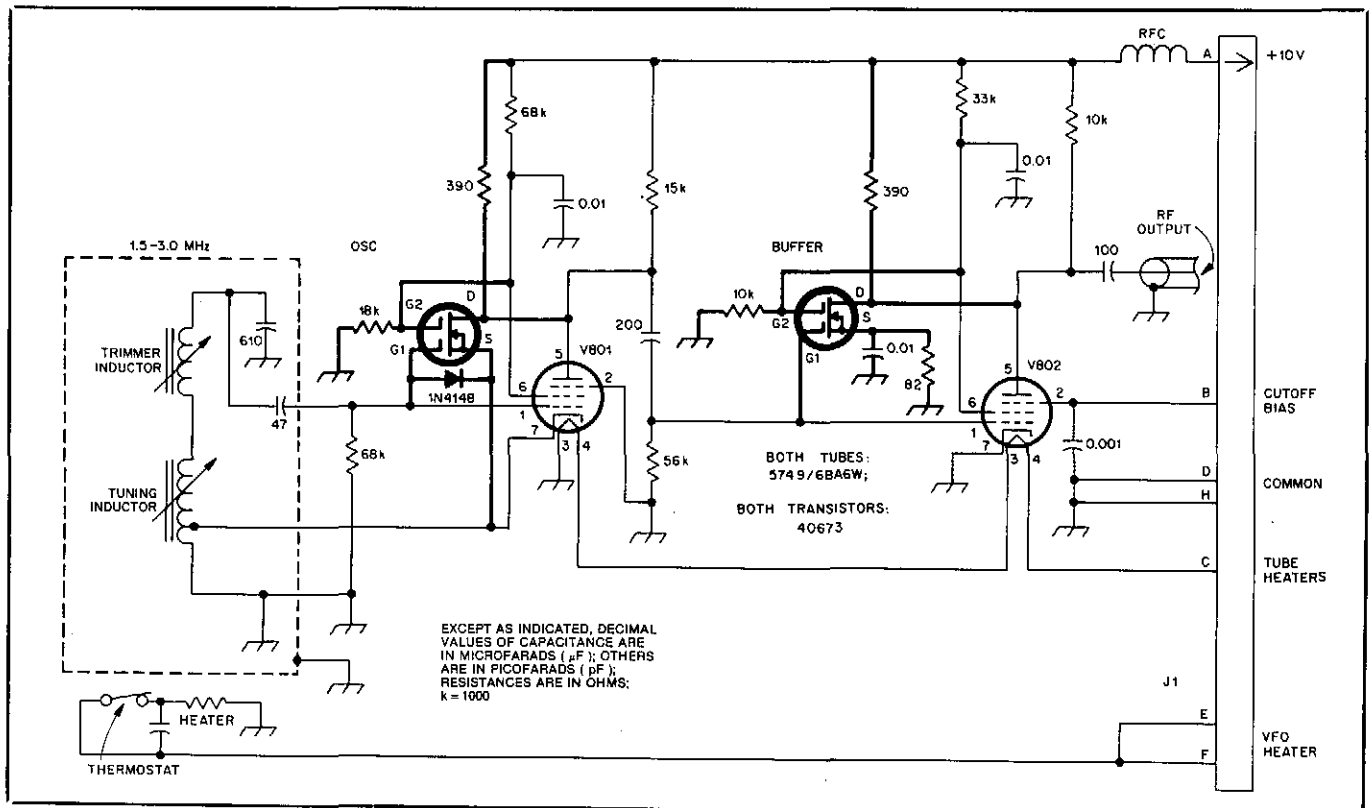 RFC
A
+10V
68k
33k
10k
0.01
390
15k
0.01
390
1.5-3.0 MHz
OSC
BUFFER
RF
OUTPUT
100
610
TRIMMER
INDUCTOR
18k
G2
D
S
G1
1N4148
V801
5
6
2
1
7
3
4
200
10k
G2
D
S
G1
0.01
82
V802
5
6
2
1
7
3
4
B
CUTOFF
BIAS
47
68k
56k
0.001
BOTH TUBES:
5749/6BA6W;
BOTH TRANSISTORS:
40673
D
H
COMMON
TUNING
INDUCTOR
C
TUBE
HEATERS
EXCEPT AS INDICATED, DECIMAL
VALUES OF CAPACITANCE ARE
IN MICROFARADS (µF); OTHERS
ARE IN PICOFARADS (pF);
RESISTANCES ARE IN OHMS;
k = 1000
J1
HEATER
THERMOSTAT
E
F
VFO
HEATER